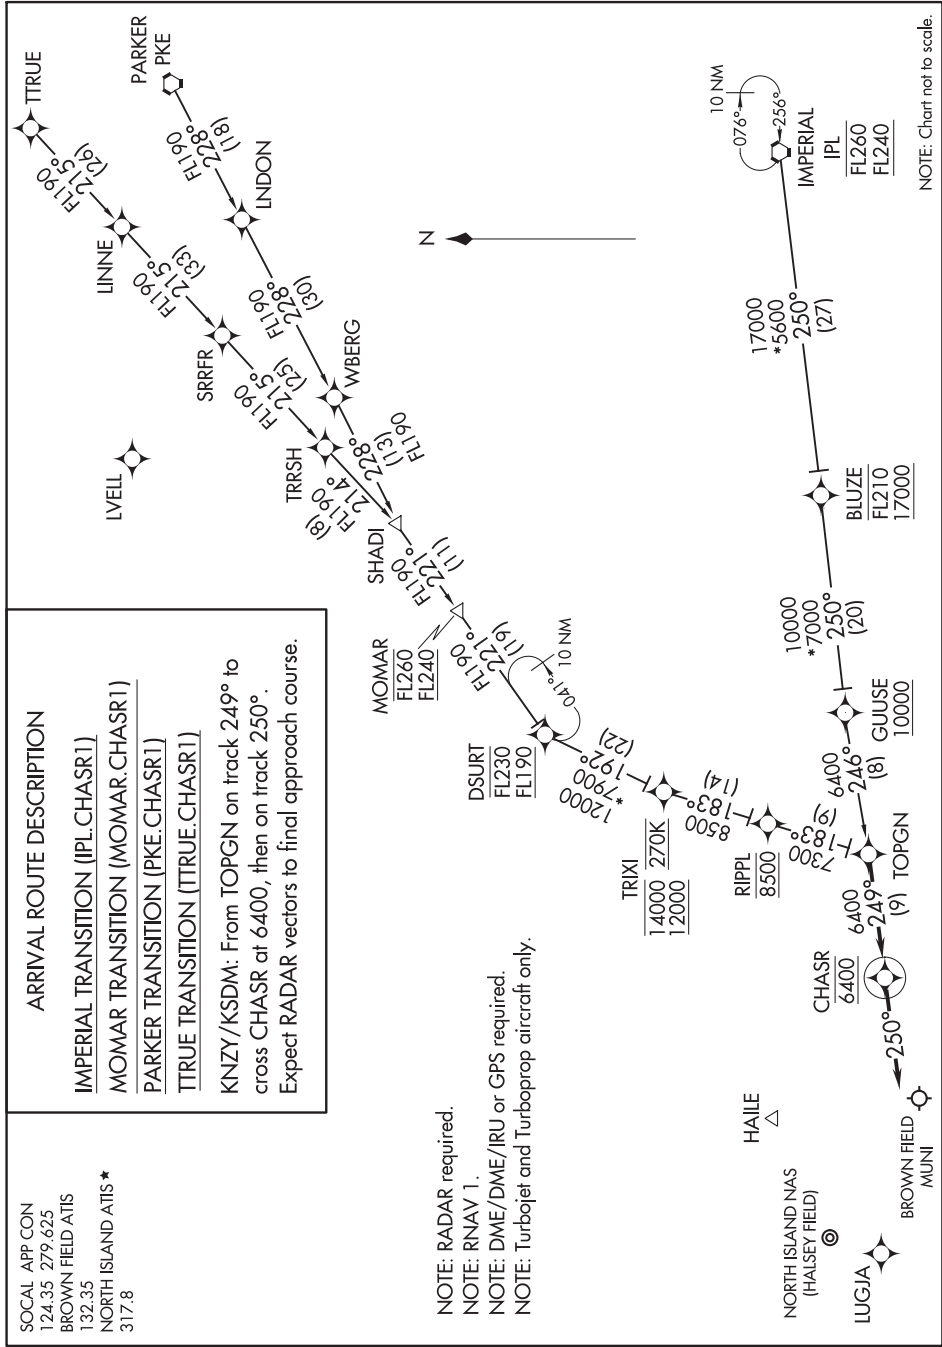 SOCAL APP CON
124.35 279.625
BROWN FIELD ATIS
132.35
NORTH ISLAND ATIS ★
317.8
ARRIVAL ROUTE DESCRIPTION
IMPERIAL TRANSITION (IPL.CHASR1)
MOMAR TRANSITION (MOMAR.CHASR1)
PARKER TRANSITION (PKE.CHASR1)
TTRUE TRANSITION (TTRUE.CHASR1)
KNZY/KSDM: From TOPGN on track 249° to
cross CHASR at 6400, then on track 250°.
Expect RADAR vectors to final approach course.
LVELL
TTRUE
FL190
215°
(26)
LINNE
FL190
215°
(33)
SRRFR
FL190
215°
(25)
TRRSH
FL190
214°
(8)
PARKER
PKE
FL190
228°
(18)
LNDON
FL190
228°
(30)
WBERG
228°
(13)
FL190
SHADI
FL190
221°
(11)
MOMAR
FL260
FL240
FL190
221°
(19)
DSURT
FL230
FL190
041°
10 NM
12000
*7900
192°
(22)
TRIXI
14000 270K
12000
8500
183°
(14)
RIPPL
8500
7300
183°
(9)
N
NOTE: RADAR required.
NOTE: RNAV 1.
NOTE: DME/DME/IRU or GPS required.
NOTE: Turbojet and Turboprop aircraft only.
10 NM
076°
256°
IMPERIAL
IPL
FL260
FL240
17000
*5600
250°
(27)
BLUZE
FL210
17000
10000
*7000
250°
(20)
GUUSE
10000
6400
246°
(8)
TOPGN
6400
249°
(9)
CHASR
6400
250°
HAILE
BROWN FIELD
MUNI
NORTH ISLAND NAS
(HALSEY FIELD)
LUGJA
NOTE: Chart not to scale.